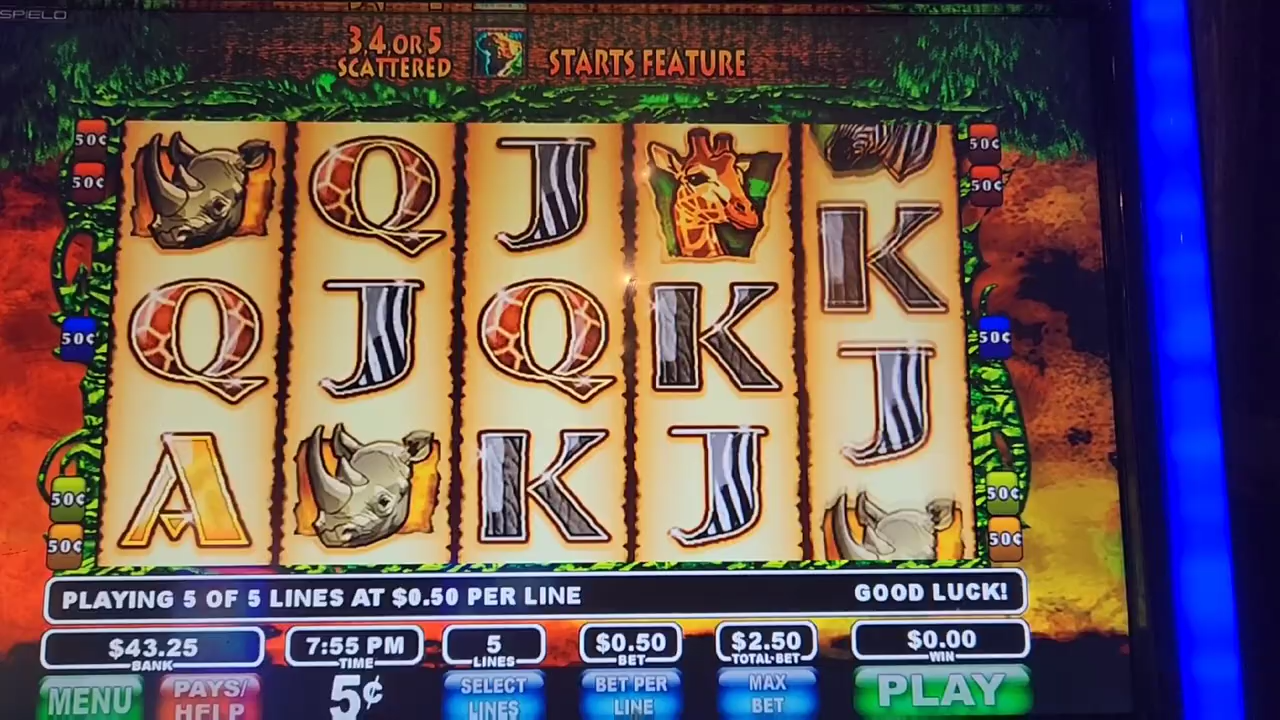 SPIELO
3, 4, OR 5
SCATTERED
STARTS FEATURE
50¢
50¢
50¢
50¢
Q
J
K
Q
J
Q
K
J
50¢
50¢
A
K
J
50¢
50¢
50¢
50¢
PLAYING 5 OF 5 LINES AT $0.50 PER LINE
GOOD LUCK!
$43.25
BANK
7:55 PM
TIME
5
LINES
$0.50
BET
$2.50
TOTAL BET
$0.00
WIN
MENU
PAYS/
HELP
5¢
SELECT
LINES
BET PER
LINE
MAX
BET
PLAY